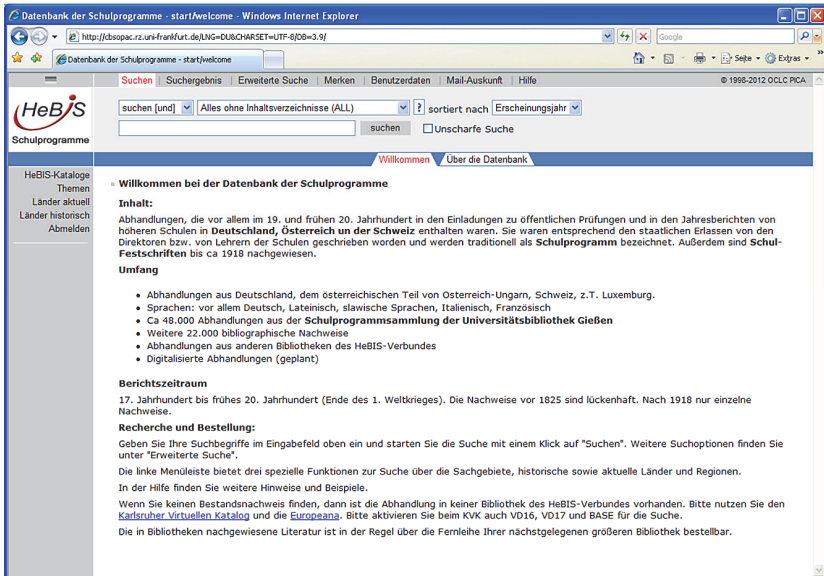 Datenbank der Schulprogramme - start/welcome - Windows Internet Explorer
http://cbsopac.rz.uni-frankfurt.de/LNG=DU&CHARSET=UTF-8/DB=3.9/
Google
Datenbank der Schulprogramme - start/welcome
Seite
Extras
Suchen | Suchergebnis | Erweiterte Suche | Merken | Benutzerdaten | Mail-Auskunft | Hilfe
© 1998-2012 OCLC PICA
HeBIS
Schulprogramme
suchen [und]
Alles ohne Inhaltsverzeichnisse (ALL)
?
sortiert nach
Erscheinungsjahr
suchen
Unscharfe Suche
Willkommen
Über die Datenbank
HeBIS-Kataloge
Themen
Länder aktuell
Länder historisch
Abmelden
Willkommen bei der Datenbank der Schulprogramme
Inhalt:
Abhandlungen, die vor allem im 19. und frühen 20. Jahrhundert in den Einladungen zu öffentlichen Prüfungen und in den Jahresberichten von
höheren Schulen in Deutschland, Österreich un der Schweiz enthalten waren. Sie waren entsprechend den staatlichen Erlassen von den
Direktoren bzw. von Lehrern der Schulen geschrieben worden und werden traditionell als Schulprogramm bezeichnet. Außerdem sind Schul-
Festschriften bis ca 1918 nachgewiesen.
Umfang
• Abhandlungen aus Deutschland, dem österreichischen Teil von Österreich-Ungarn, Schweiz, z.T. Luxemburg.
• Sprachen: vor allem Deutsch, Lateinisch, slawische Sprachen, Italienisch, Französisch
• Ca 48.000 Abhandlungen aus der Schulprogrammsammlung der Universitätsbibliothek Gießen
• Weitere 22.000 bibliographische Nachweise
• Abhandlungen aus anderen Bibliotheken des HeBIS-Verbundes
• Digitalisierte Abhandlungen (geplant)
Berichtszeitraum
17. Jahrhundert bis frühes 20. Jahrhundert (Ende des 1. Weltkrieges). Die Nachweise vor 1825 sind lückenhaft. Nach 1918 nur einzelne
Nachweise.
Recherche und Bestellung:
Geben Sie Ihre Suchbegriffe im Eingabefeld oben ein und starten Sie die Suche mit einem Klick auf "Suchen". Weitere Suchoptionen finden Sie
unter "Erweiterte Suche".
Die linke Menüleiste bietet drei spezielle Funktionen zur Suche über die Sachgebiete, historische sowie aktuelle Länder und Regionen.
In der Hilfe finden Sie weitere Hinweise und Beispiele.
Wenn Sie keinen Bestandsnachweis finden, dann ist die Abhandlung in keiner Bibliothek des HeBIS-Verbundes vorhanden. Bitte nutzen Sie den
Karlsruher Virtuellen Katalog und die Europeana. Bitte aktivieren Sie beim KVK auch VD16, VD17 und BASE für die Suche.
Die in Bibliotheken nachgewiesene Literatur ist in der Regel über die Fernleihe Ihrer nächstgelegenen größeren Bibliothek bestellbar.